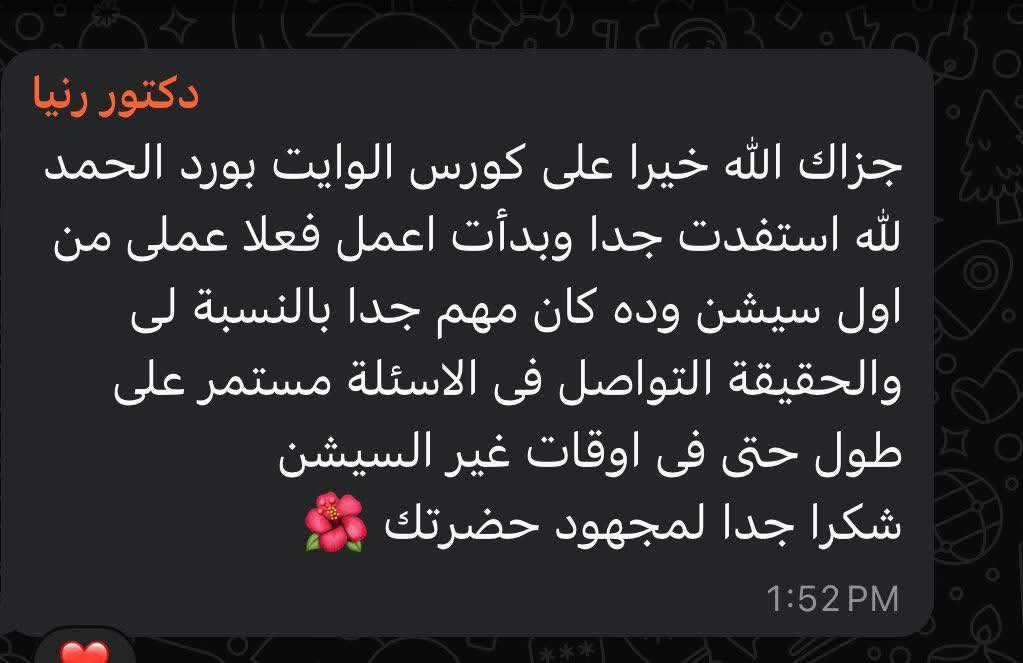 دكتور رنيا
جزاك الله خيرا على كورس الوايت بورد الحمد
لله استفدت جدا وبدأت اعمل فعلا عملى من
اول سيشن وده كان مهم جدا بالنسبة لى
والحقيقة التواصل فى الاسئلة مستمر على
طول حتى فى اوقات غير السيشن
شكرا جدا لمجهود حضرتك 🌺
1:52 PM